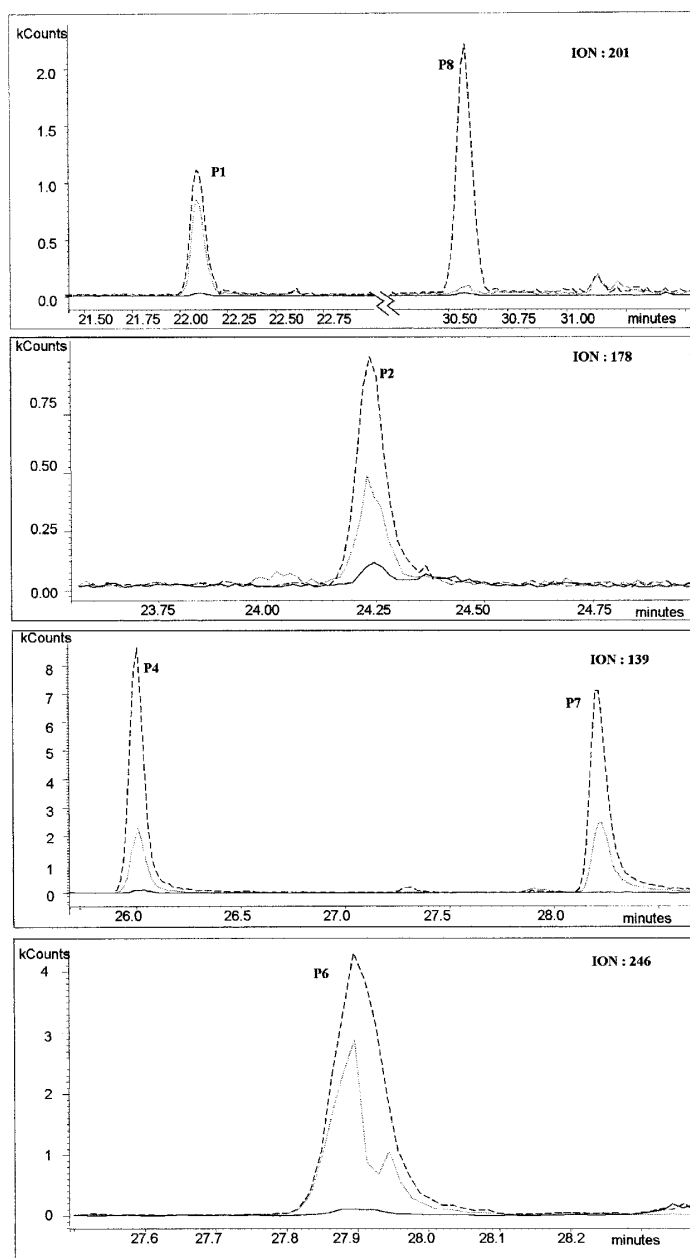 kCounts
ION : 201
P8
2.0
1.5
P1
1.0
0.5
0.0
21.50 21.75 22.00 22.25 22.50 22.75 30.50 30.75 31.00 minutes
kCounts
ION : 178
P2
0.75
0.50
0.25
0.00
23.75 24.00 24.25 24.50 24.75 minutes
kCounts
8 P4 ION : 139
7 P7
6
5
4
3
2
1
0
26.0 26.5 27.0 27.5 28.0 minutes
kCounts
ION : 246
4 P6
3
2
1
0
27.6 27.7 27.8 27.9 28.0 28.1 28.2 minutes